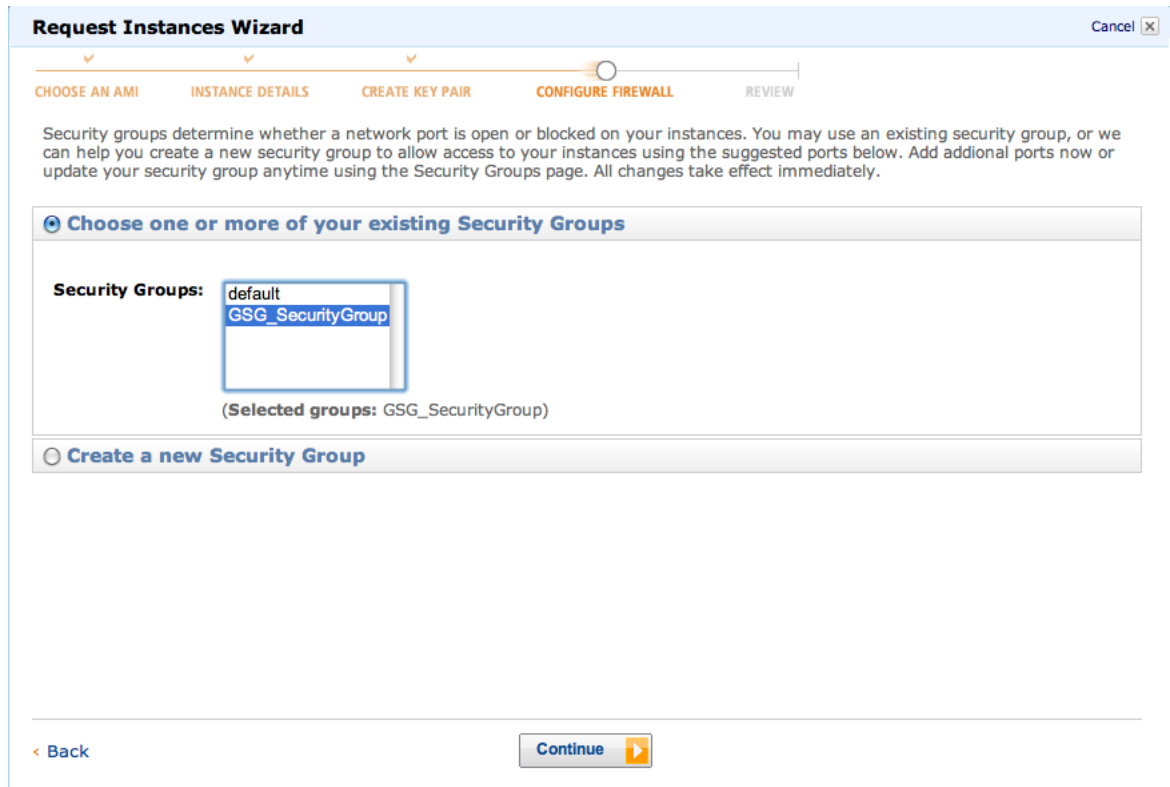 Request Instances Wizard
Cancel
CHOOSE AN AMI INSTANCE DETAILS CREATE KEY PAIR CONFIGURE FIREWALL REVIEW
Security groups determine whether a network port is open or blocked on your instances. You may use an existing security group, or we
can help you create a new security group to allow access to your instances using the suggested ports below. Add addional ports now or
update your security group anytime using the Security Groups page. All changes take effect immediately.
Choose one or more of your existing Security Groups
Security Groups:
default
GSG_SecurityGroup
(Selected groups: GSG_SecurityGroup)
Create a new Security Group
Back
Continue